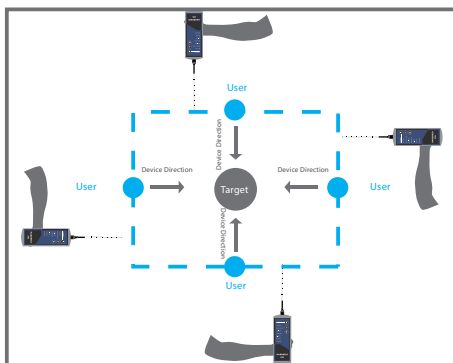 User
Device Direction
Device Direction
Device Direction
User
Target
User
Device Direction
User